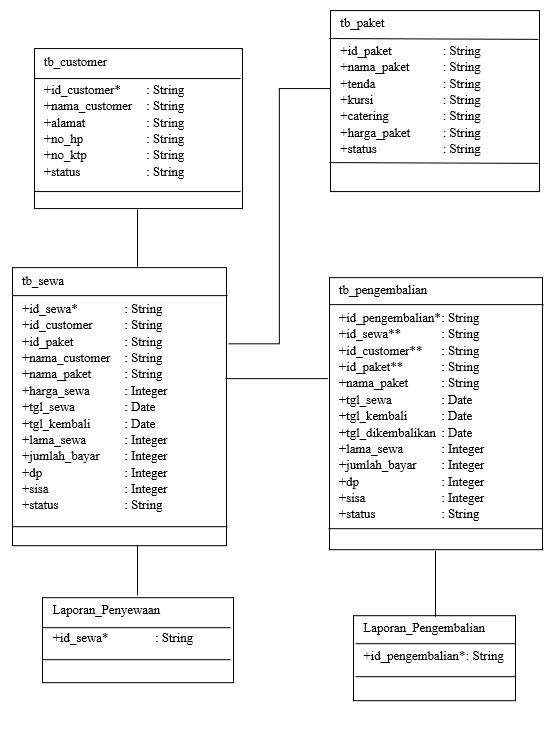 tb_customer
+id_customer* : String
+nama_customer : String
+alamat : String
+no_hp : String
+no_ktp : String
+status : String
tb_paket
+id_paket : String
+nama_paket : String
+tenda : String
+kursi : String
+catering : String
+harga_paket : String
+status : String
tb_sewa
+id_sewa* : String
+id_customer : String
+id_paket : String
+nama_customer : String
+nama_paket : String
+harga_sewa : Integer
+tgl_sewa : Date
+tgl_kembali : Date
+lama_sewa : Integer
+jumlah_bayar : Integer
+dp : Integer
+sisa : Integer
+status : String
tb_pengembalian
+id_pengembalian* : String
+id_sewa** : String
+id_customer** : String
+id_paket** : String
+nama_paket : String
+tgl_sewa : Date
+tgl_kembali : Date
+tgl_dikembalikan : Date
+lama_sewa : Integer
+jumlah_bayar : Integer
+dp : Integer
+sisa : Integer
+status : String
Laporan_Penyewaan
+id_sewa* : String
Laporan_Pengembalian
+id_pengembalian* : String